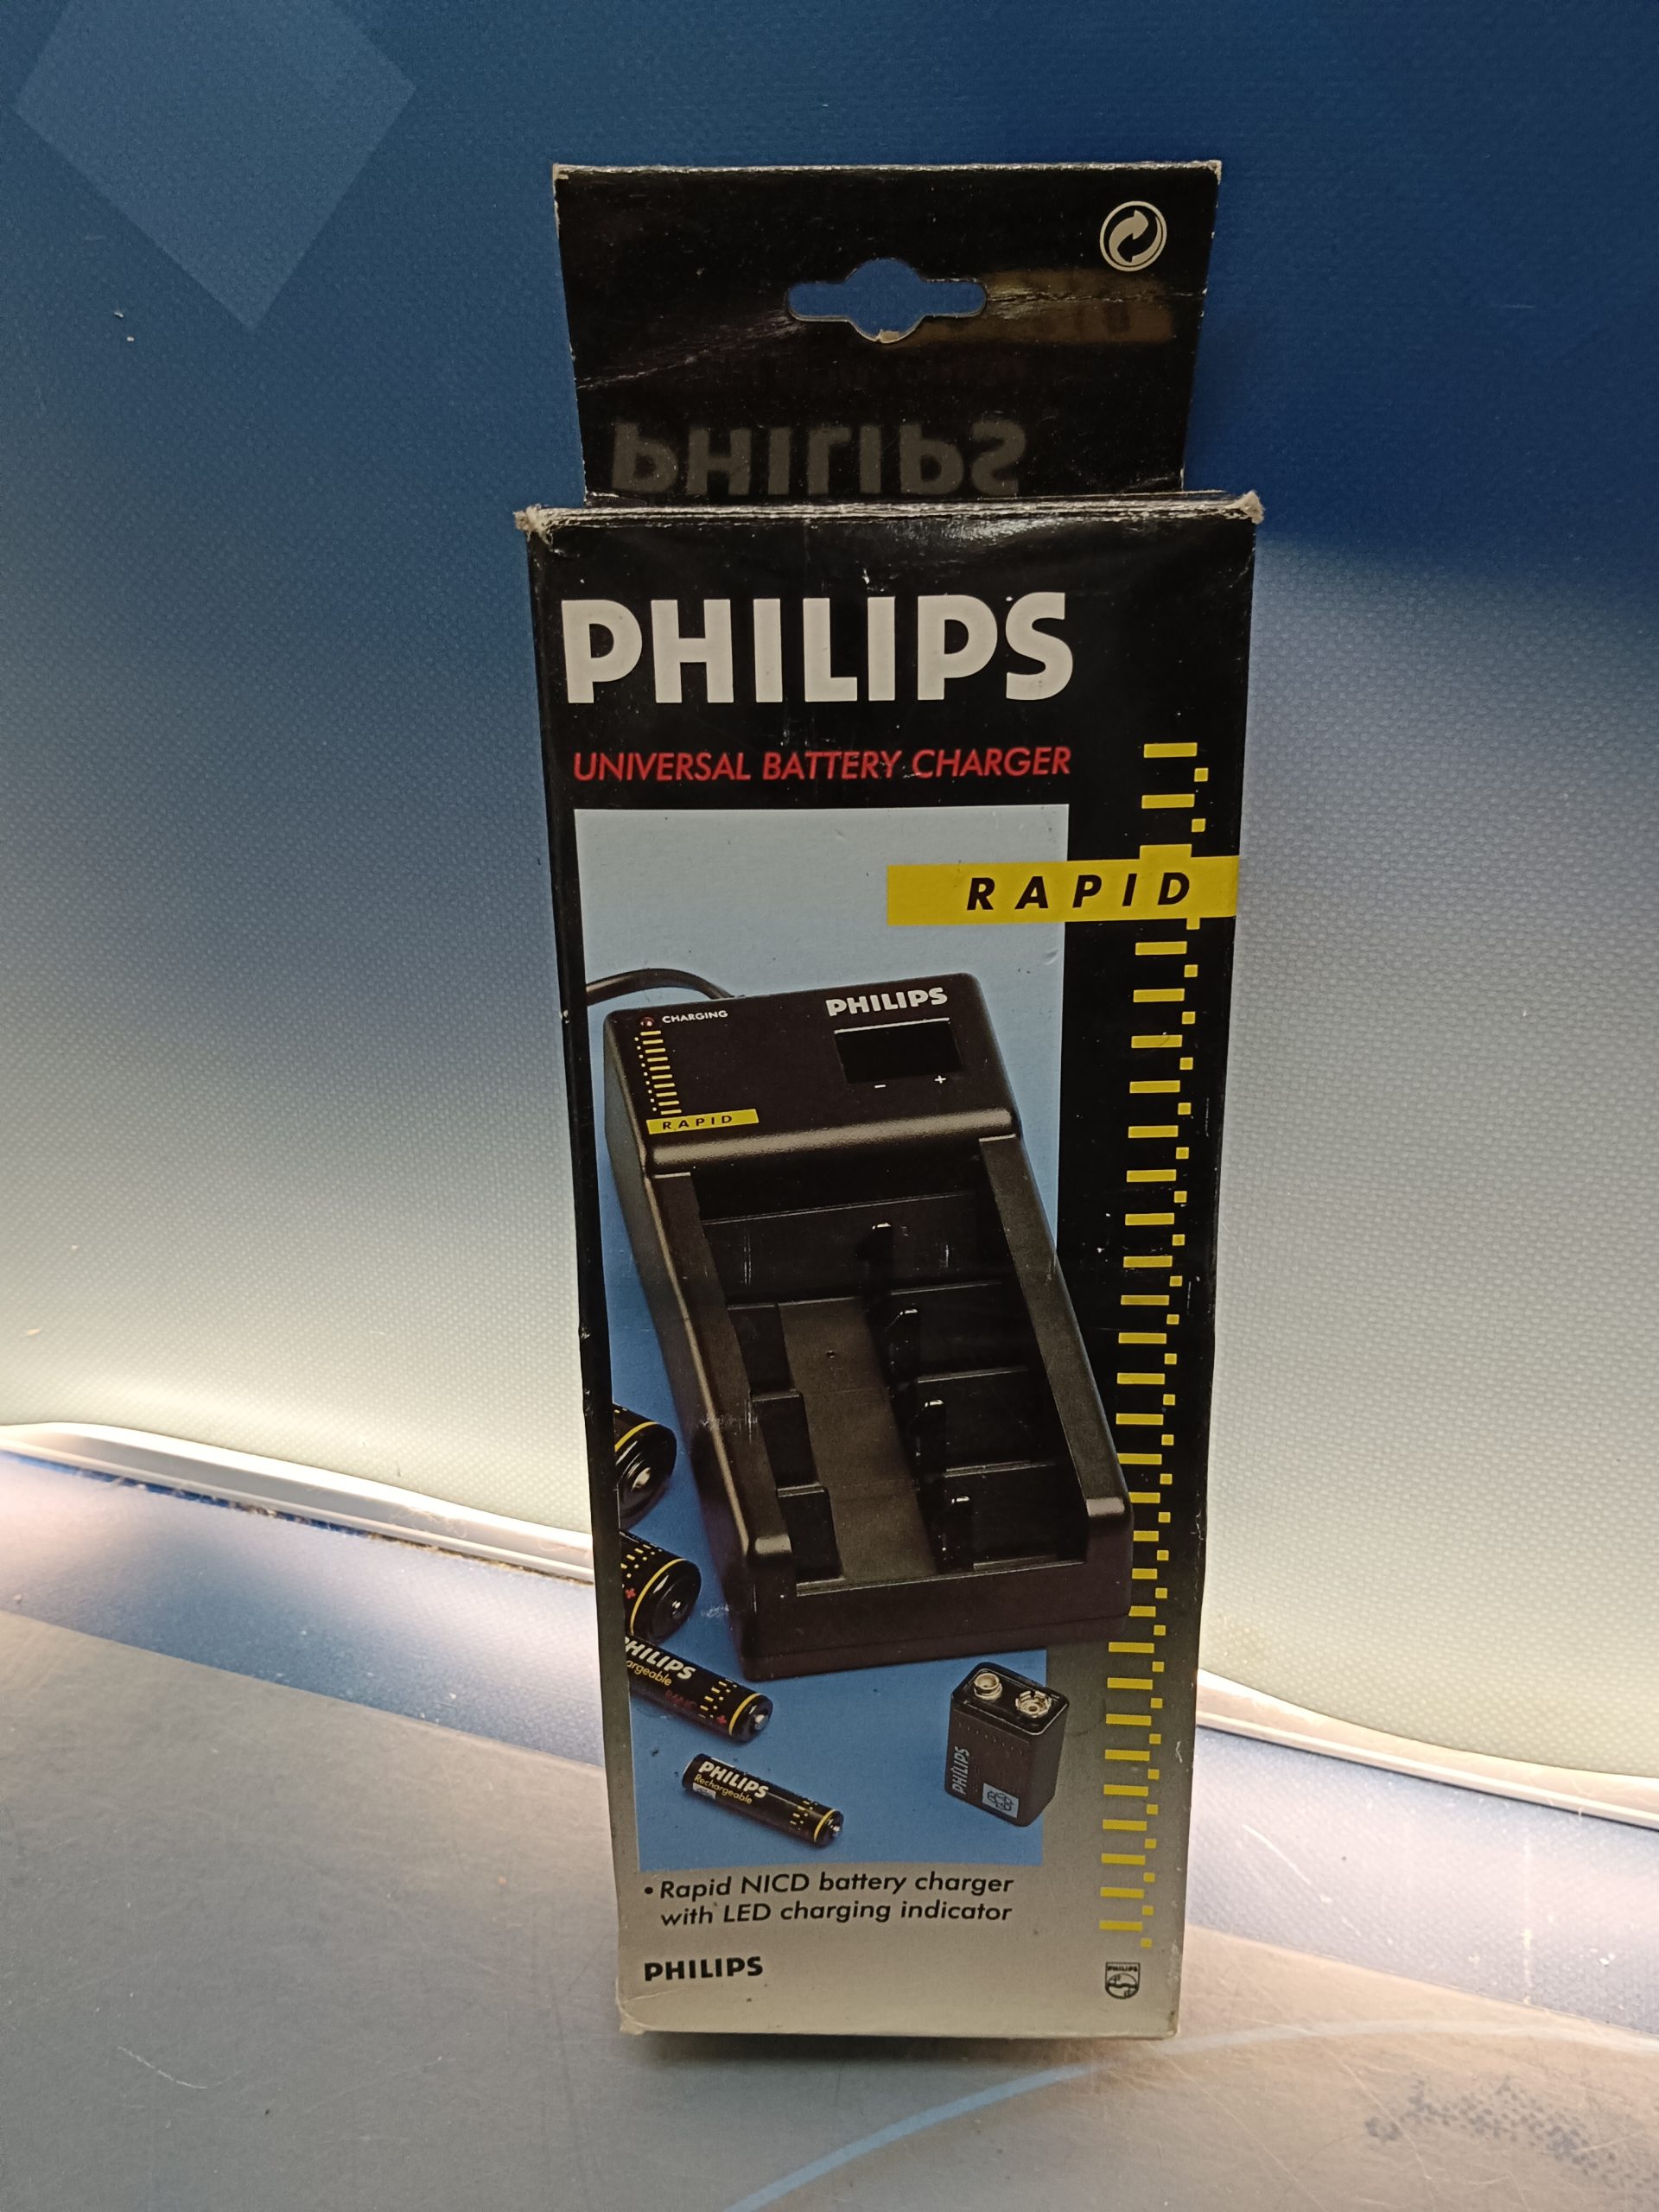 PHILIPS
PHILIPS
UNIVERSAL BATTERY CHARGER
RAPID
CHARGING
PHILIPS
- +
RAPID
PHILIPS
PHILIPS
Rechargeable
PHILIPS
• Rapid NICD battery charger
with LED charging indicator
PHILIPS
PHILIPS